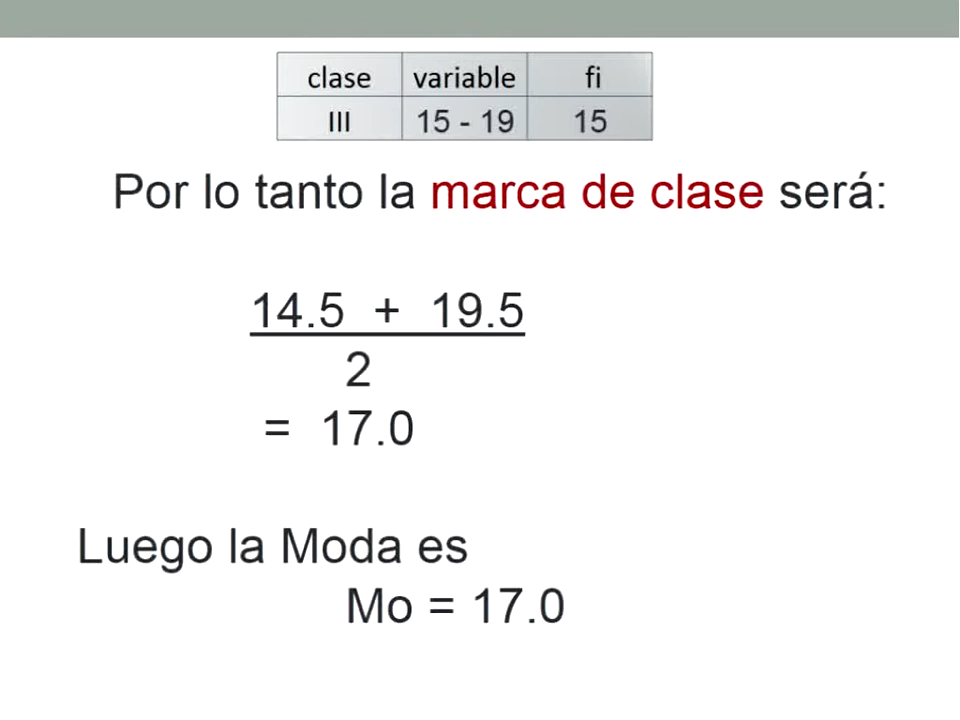 clase variable fi
III 15 - 19 15
Por lo tanto la marca de clase será:
14.5 + 19.5
2
= 17.0
Luego la Moda es
Mo = 17.0